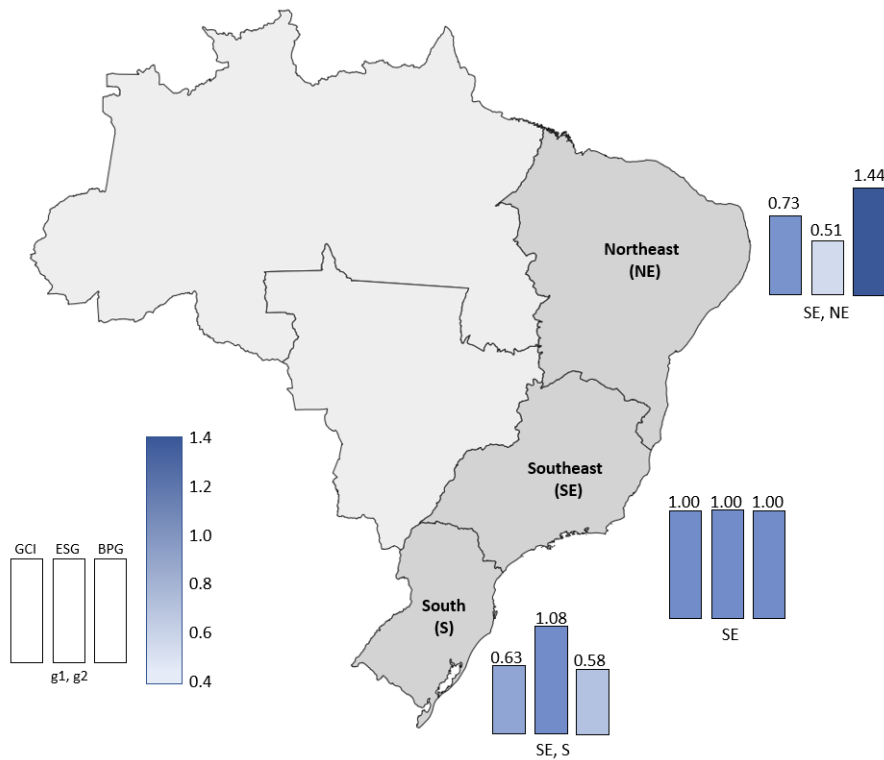 1.44
0.73
0.51
Northeast
(NE)
SE, NE
1.4
1.2
1.0
0.8
0.6
0.4
Southeast
(SE)
1.00 1.00 1.00
SE
GCI ESG BPG
g1, g2
South
(S)
1.08
0.63
0.58
SE, S